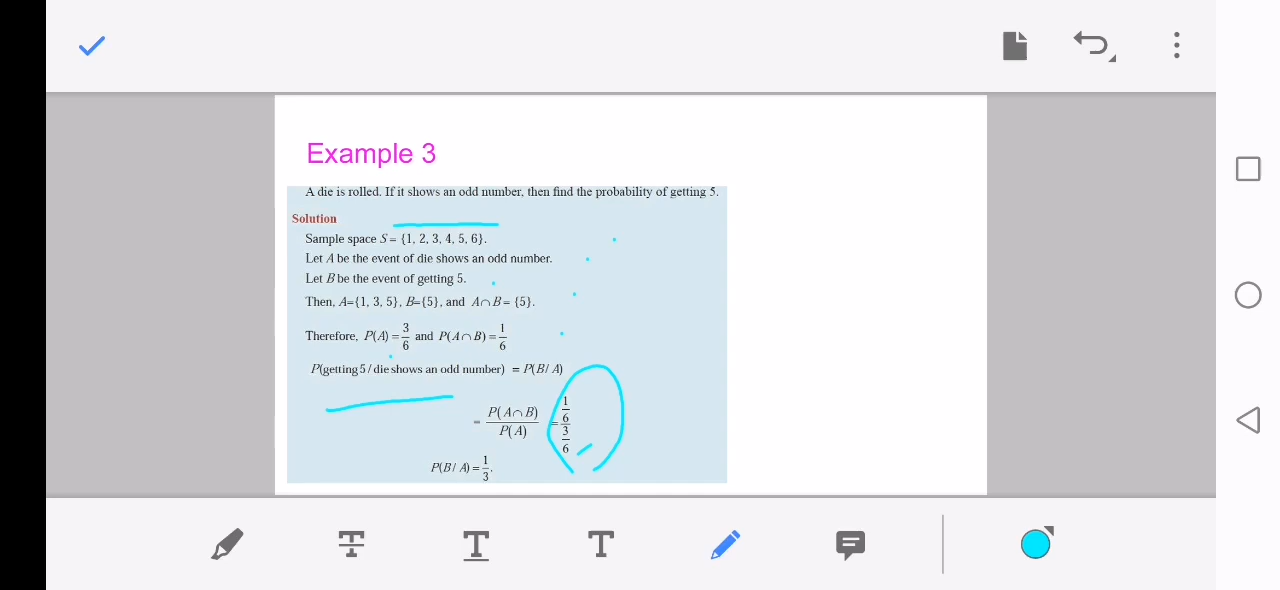 Example 3
A die is rolled. If it shows an odd number, then find the probability of getting 5.
Solution
Sample space S = {1, 2, 3, 4, 5, 6}.
Let A be the event of die shows an odd number.
Let B be the event of getting 5.
Then, A={1, 3, 5}, B={5}, and A∩B = {5}.
Therefore, P(A) = 3/6 and P(A∩B) = 1/6
P(getting 5 / die shows an odd number) = P(B/ A)
= P(A∩B)/P(A) = 1/6 / 3/6
P(B/ A) = 1/3.
T T T